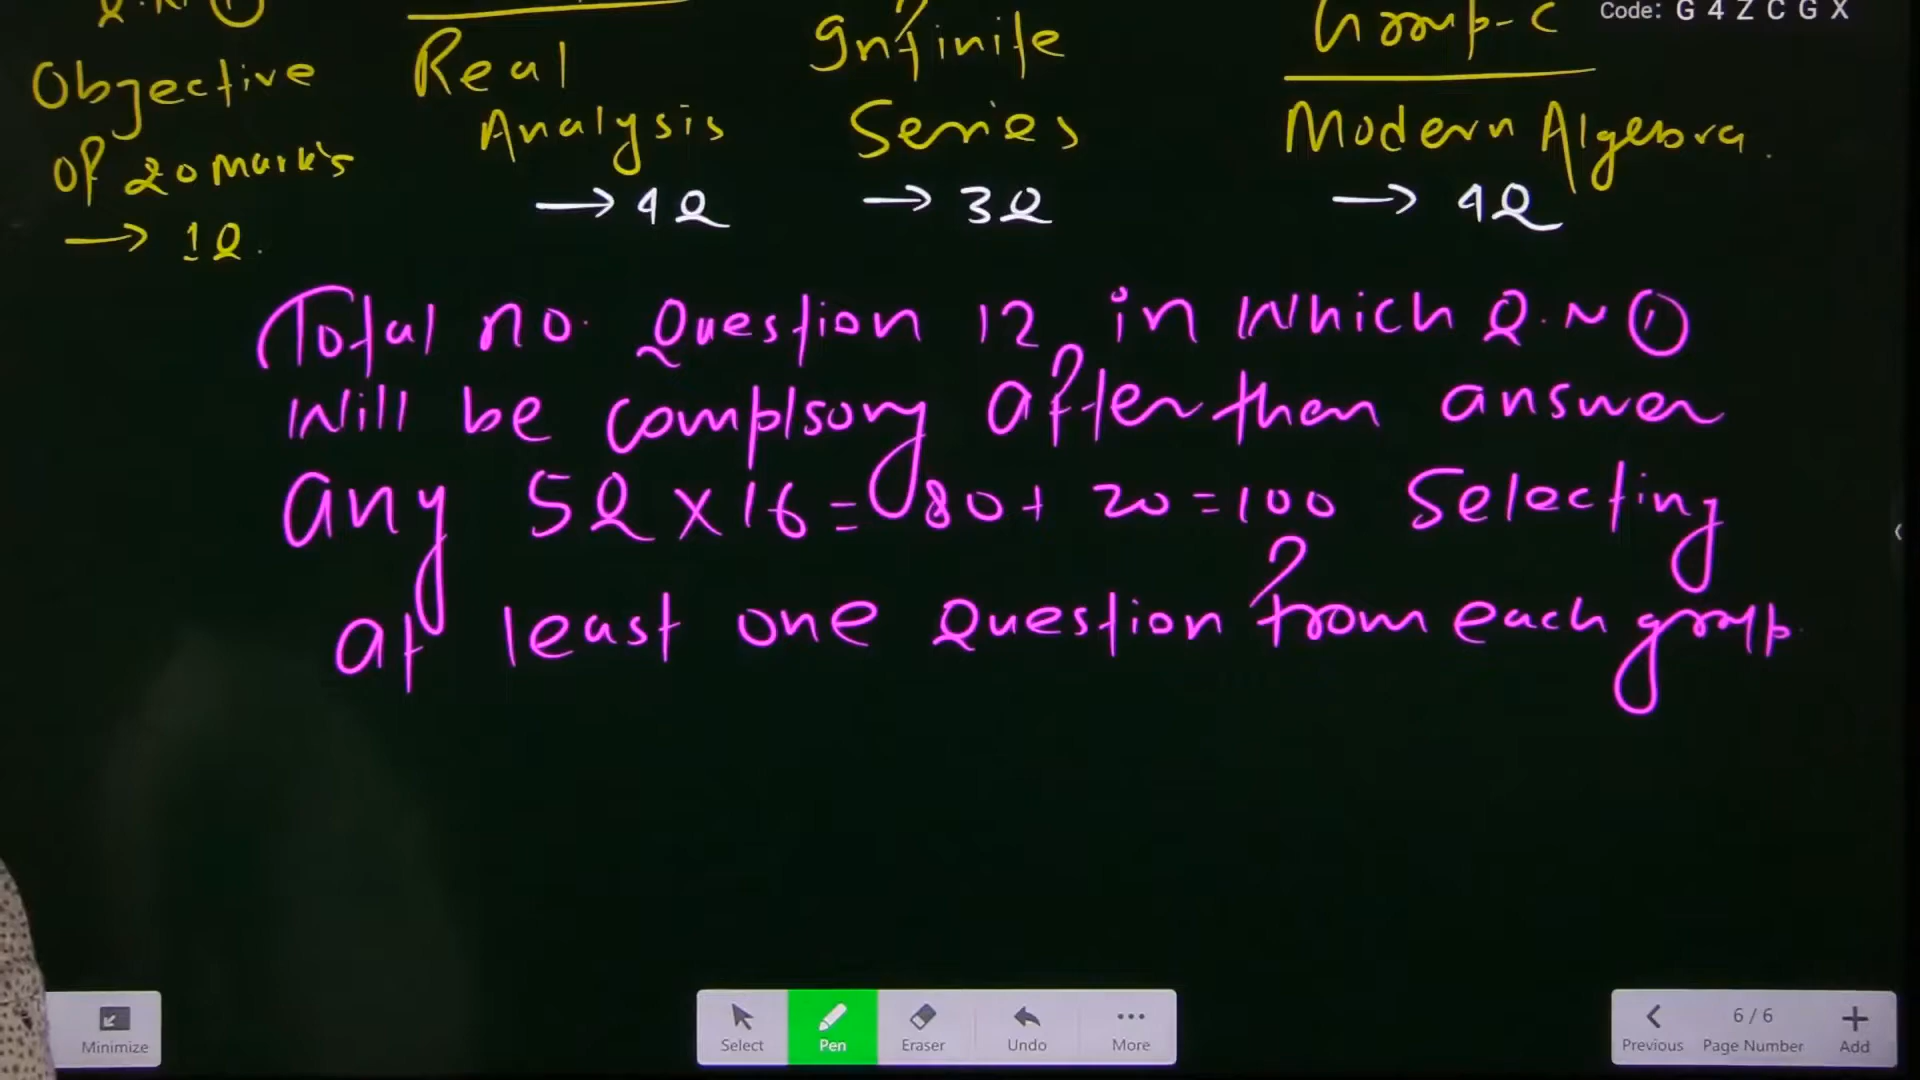 Q.N. ①
Objective
of 20 Mark's
→ 1Q.
Real
Analysis
→ 4Q
Infinite
Series
→ 3Q
Group-C
Modern Algebra.
→ 4Q
Code: G 4 Z C G X
Total no. Question 12, in Which Q.N ①
Will be complsory after then answer
any 5Q × 16 = 80 + 20 = 100 Selecting
at least one Question from each group.
Minimize
Select
Pen
Eraser
Undo
More
Previous
6 / 6
Page Number
Add